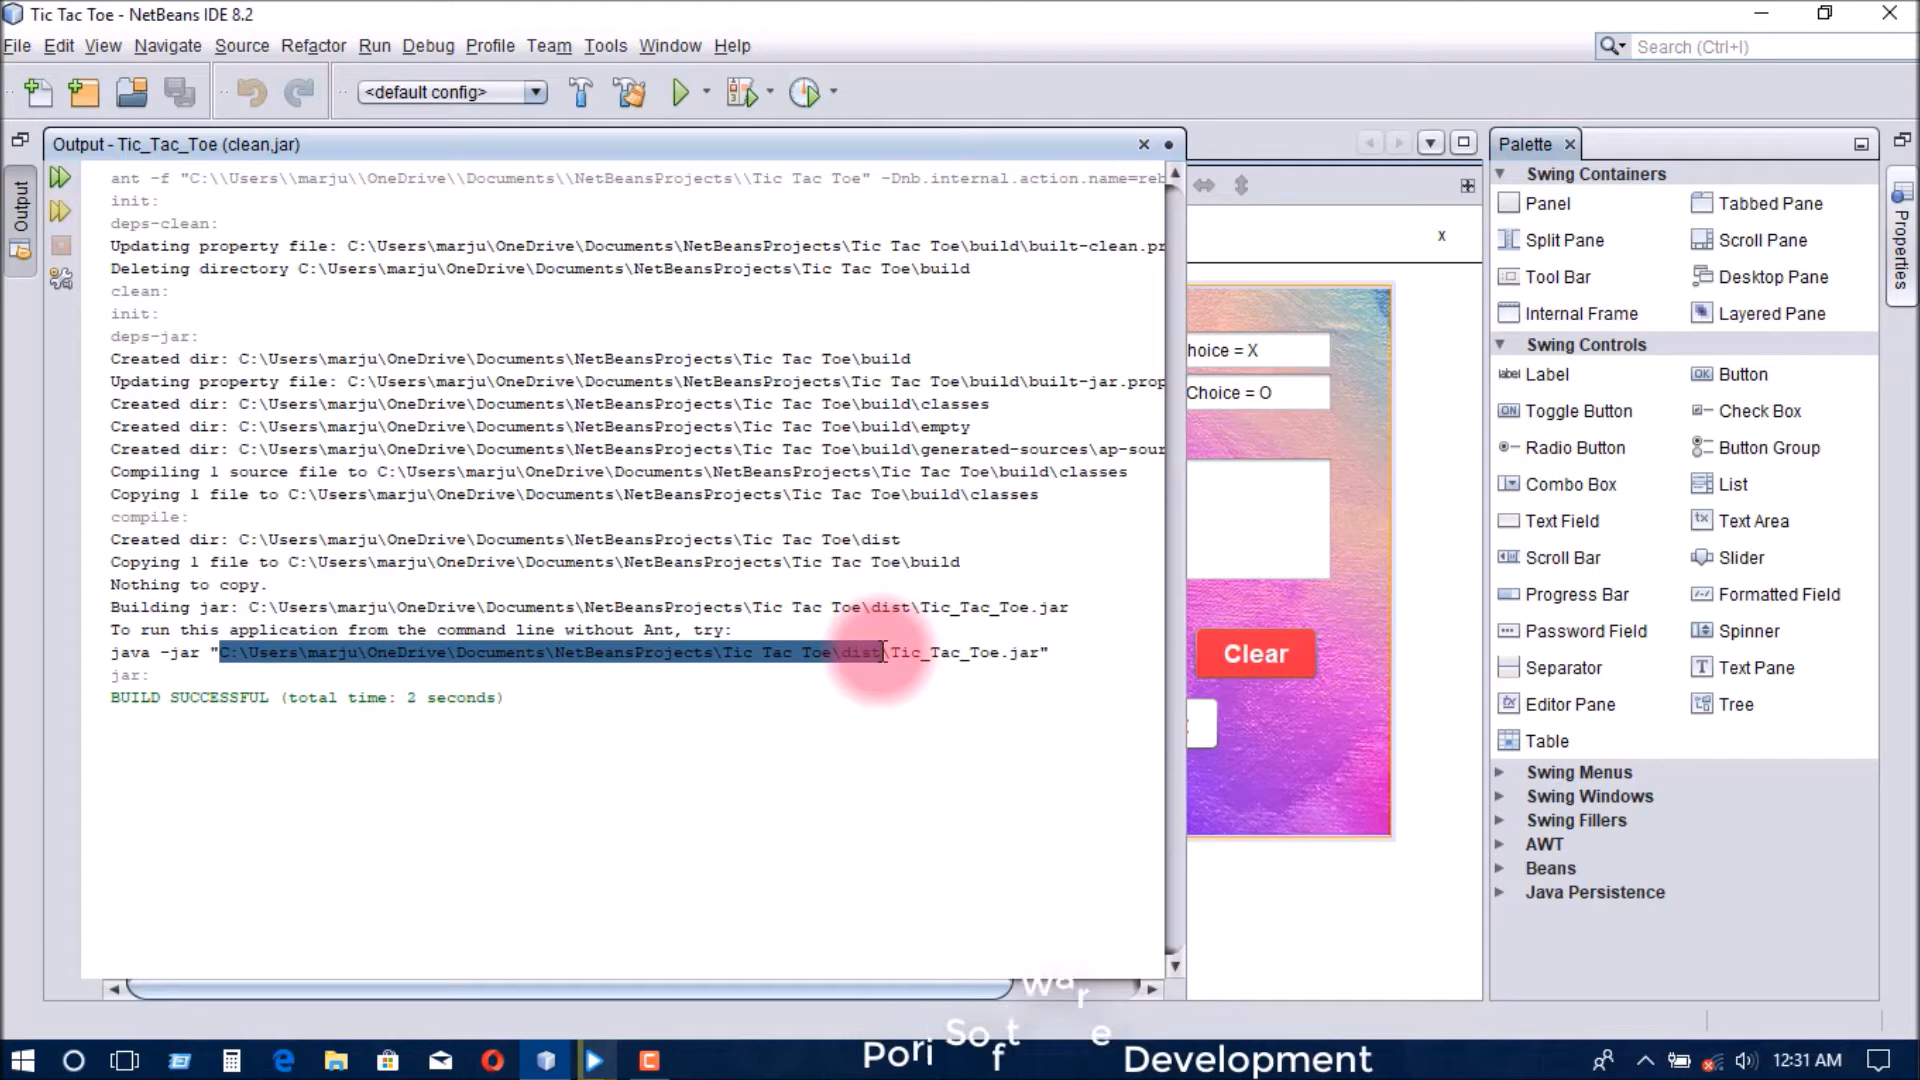 Tic Tac Toe - NetBeans IDE 8.2
File Edit View Navigate Source Refactor Run Debug Profile Team Tools Window Help
Search (Ctrl+I)
<default config>
Output - Tic_Tac_Toe (clean,jar)
Output
ant -f "C:\\Users\\marju\\OneDrive\\Documents\\NetBeansProjects\\Tic Tac Toe" -Dnb.internal.action.name=reb
init:
deps-clean:
Updating property file: C:\Users\marju\OneDrive\Documents\NetBeansProjects\Tic Tac Toe\build\built-clean.pr
Deleting directory C:\Users\marju\OneDrive\Documents\NetBeansProjects\Tic Tac Toe\build
clean:
init:
deps-jar:
Created dir: C:\Users\marju\OneDrive\Documents\NetBeansProjects\Tic Tac Toe\build
Updating property file: C:\Users\marju\OneDrive\Documents\NetBeansProjects\Tic Tac Toe\build\built-jar.prop
Created dir: C:\Users\marju\OneDrive\Documents\NetBeansProjects\Tic Tac Toe\build\classes
Created dir: C:\Users\marju\OneDrive\Documents\NetBeansProjects\Tic Tac Toe\build\empty
Created dir: C:\Users\marju\OneDrive\Documents\NetBeansProjects\Tic Tac Toe\build\generated-sources\ap-sour
Compiling 1 source file to C:\Users\marju\OneDrive\Documents\NetBeansProjects\Tic Tac Toe\build\classes
Copying 1 file to C:\Users\marju\OneDrive\Documents\NetBeansProjects\Tic Tac Toe\build\classes
compile:
Created dir: C:\Users\marju\OneDrive\Documents\NetBeansProjects\Tic Tac Toe\dist
Copying 1 file to C:\Users\marju\OneDrive\Documents\NetBeansProjects\Tic Tac Toe\build
Nothing to copy.
Building jar: C:\Users\marju\OneDrive\Documents\NetBeansProjects\Tic Tac Toe\dist\Tic_Tac_Toe.jar
To run this application from the command line without Ant, try:
java -jar "C:\Users\marju\OneDrive\Documents\NetBeansProjects\Tic Tac Toe\dist\Tic_Tac_Toe.jar"
jar:
BUILD SUCCESSFUL (total time: 2 seconds)
x
hoice = X
Choice = O
Clear
Palette
Swing Containers
Panel Tabbed Pane
Split Pane Scroll Pane
Tool Bar Desktop Pane
Internal Frame Layered Pane
Swing Controls
label Label OK Button
ON Toggle Button Check Box
Radio Button Button Group
Combo Box List
Text Field tx Text Area
Scroll Bar Slider
Progress Bar Formatted Field
Password Field Spinner
Separator T Text Pane
Editor Pane Tree
Table
Swing Menus
Swing Windows
Swing Fillers
AWT
Beans
Java Persistence
Properties
Pori Software Development
12:31 AM